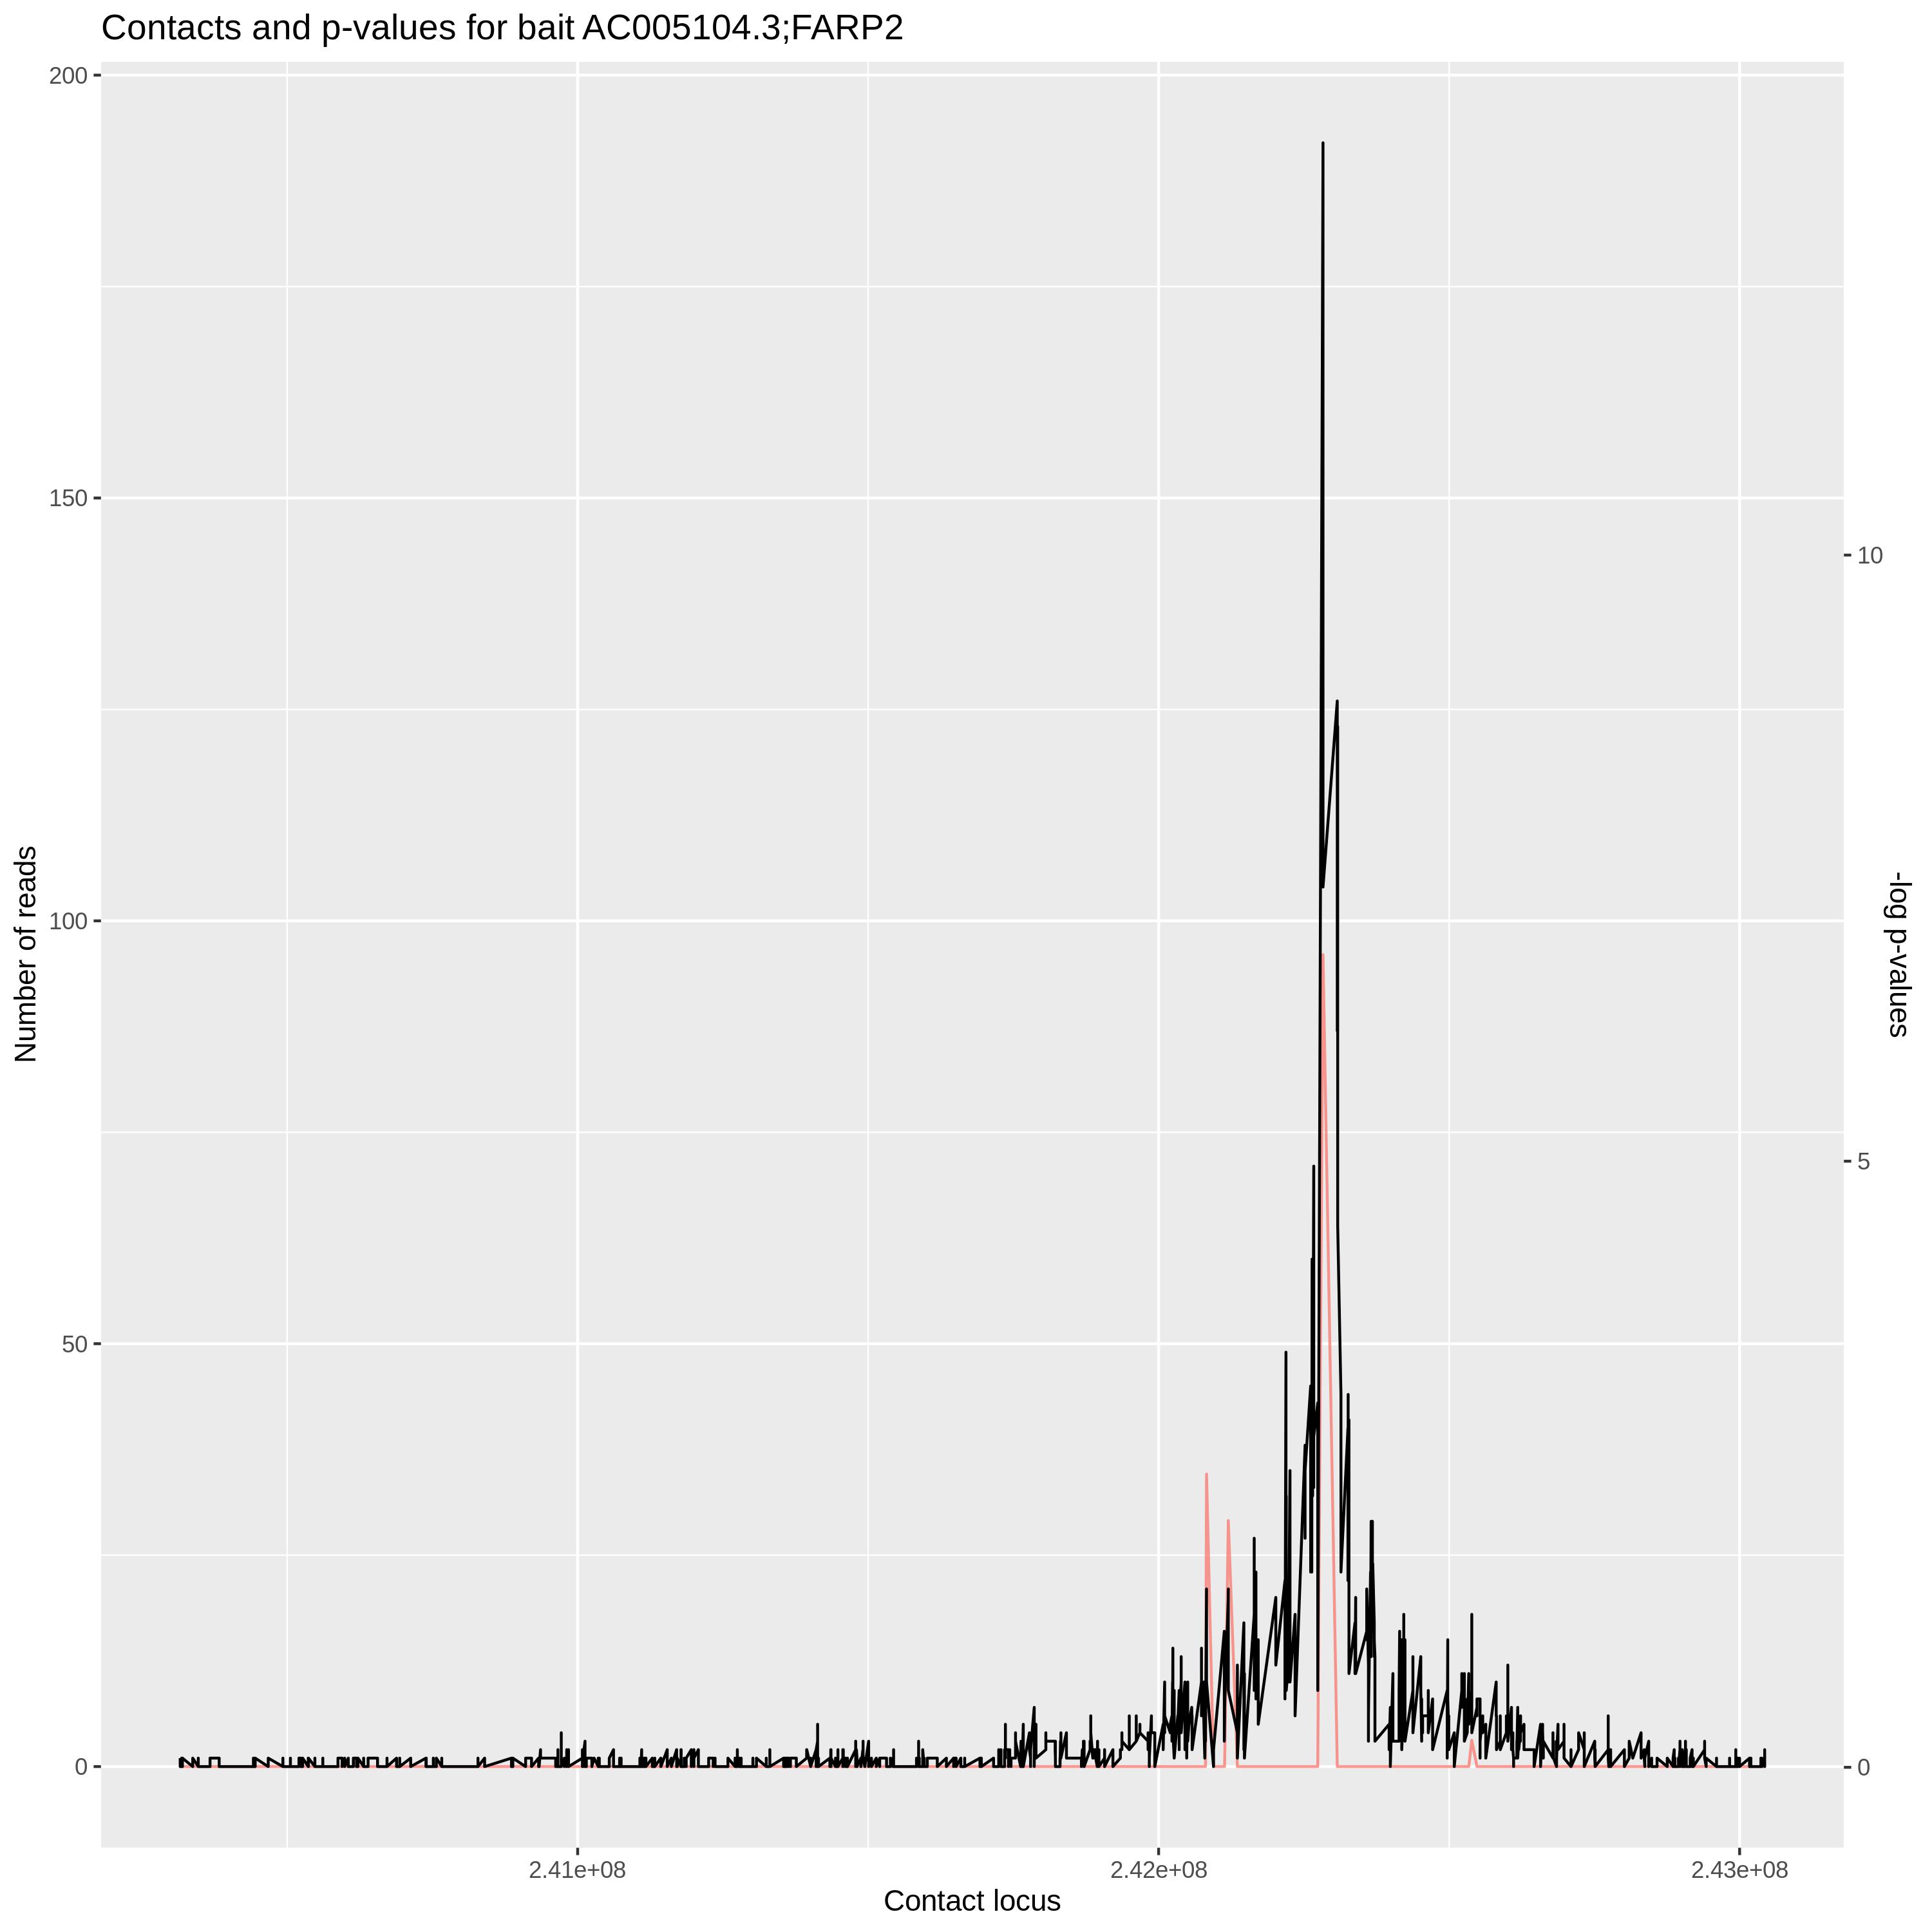 Contacts and p-values for bait AC005104.3;FARP2
200
150
100
50
0
Number of reads
10
5
0
-log p-values
2.41e+08
2.42e+08
2.43e+08
Contact locus